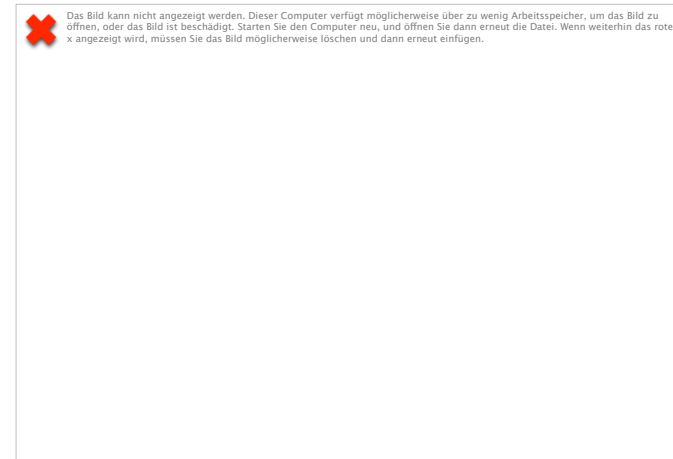 Das Bild kann nicht angezeigt werden. Dieser Computer verfügt möglicherweise über zu wenig Arbeitsspeicher, um das Bild zu
öffnen, oder das Bild ist beschädigt. Starten Sie den Computer neu, und öffnen Sie dann erneut die Datei. Wenn weiterhin das rote
x angezeigt wird, müssen Sie das Bild möglicherweise löschen und dann erneut einfügen.